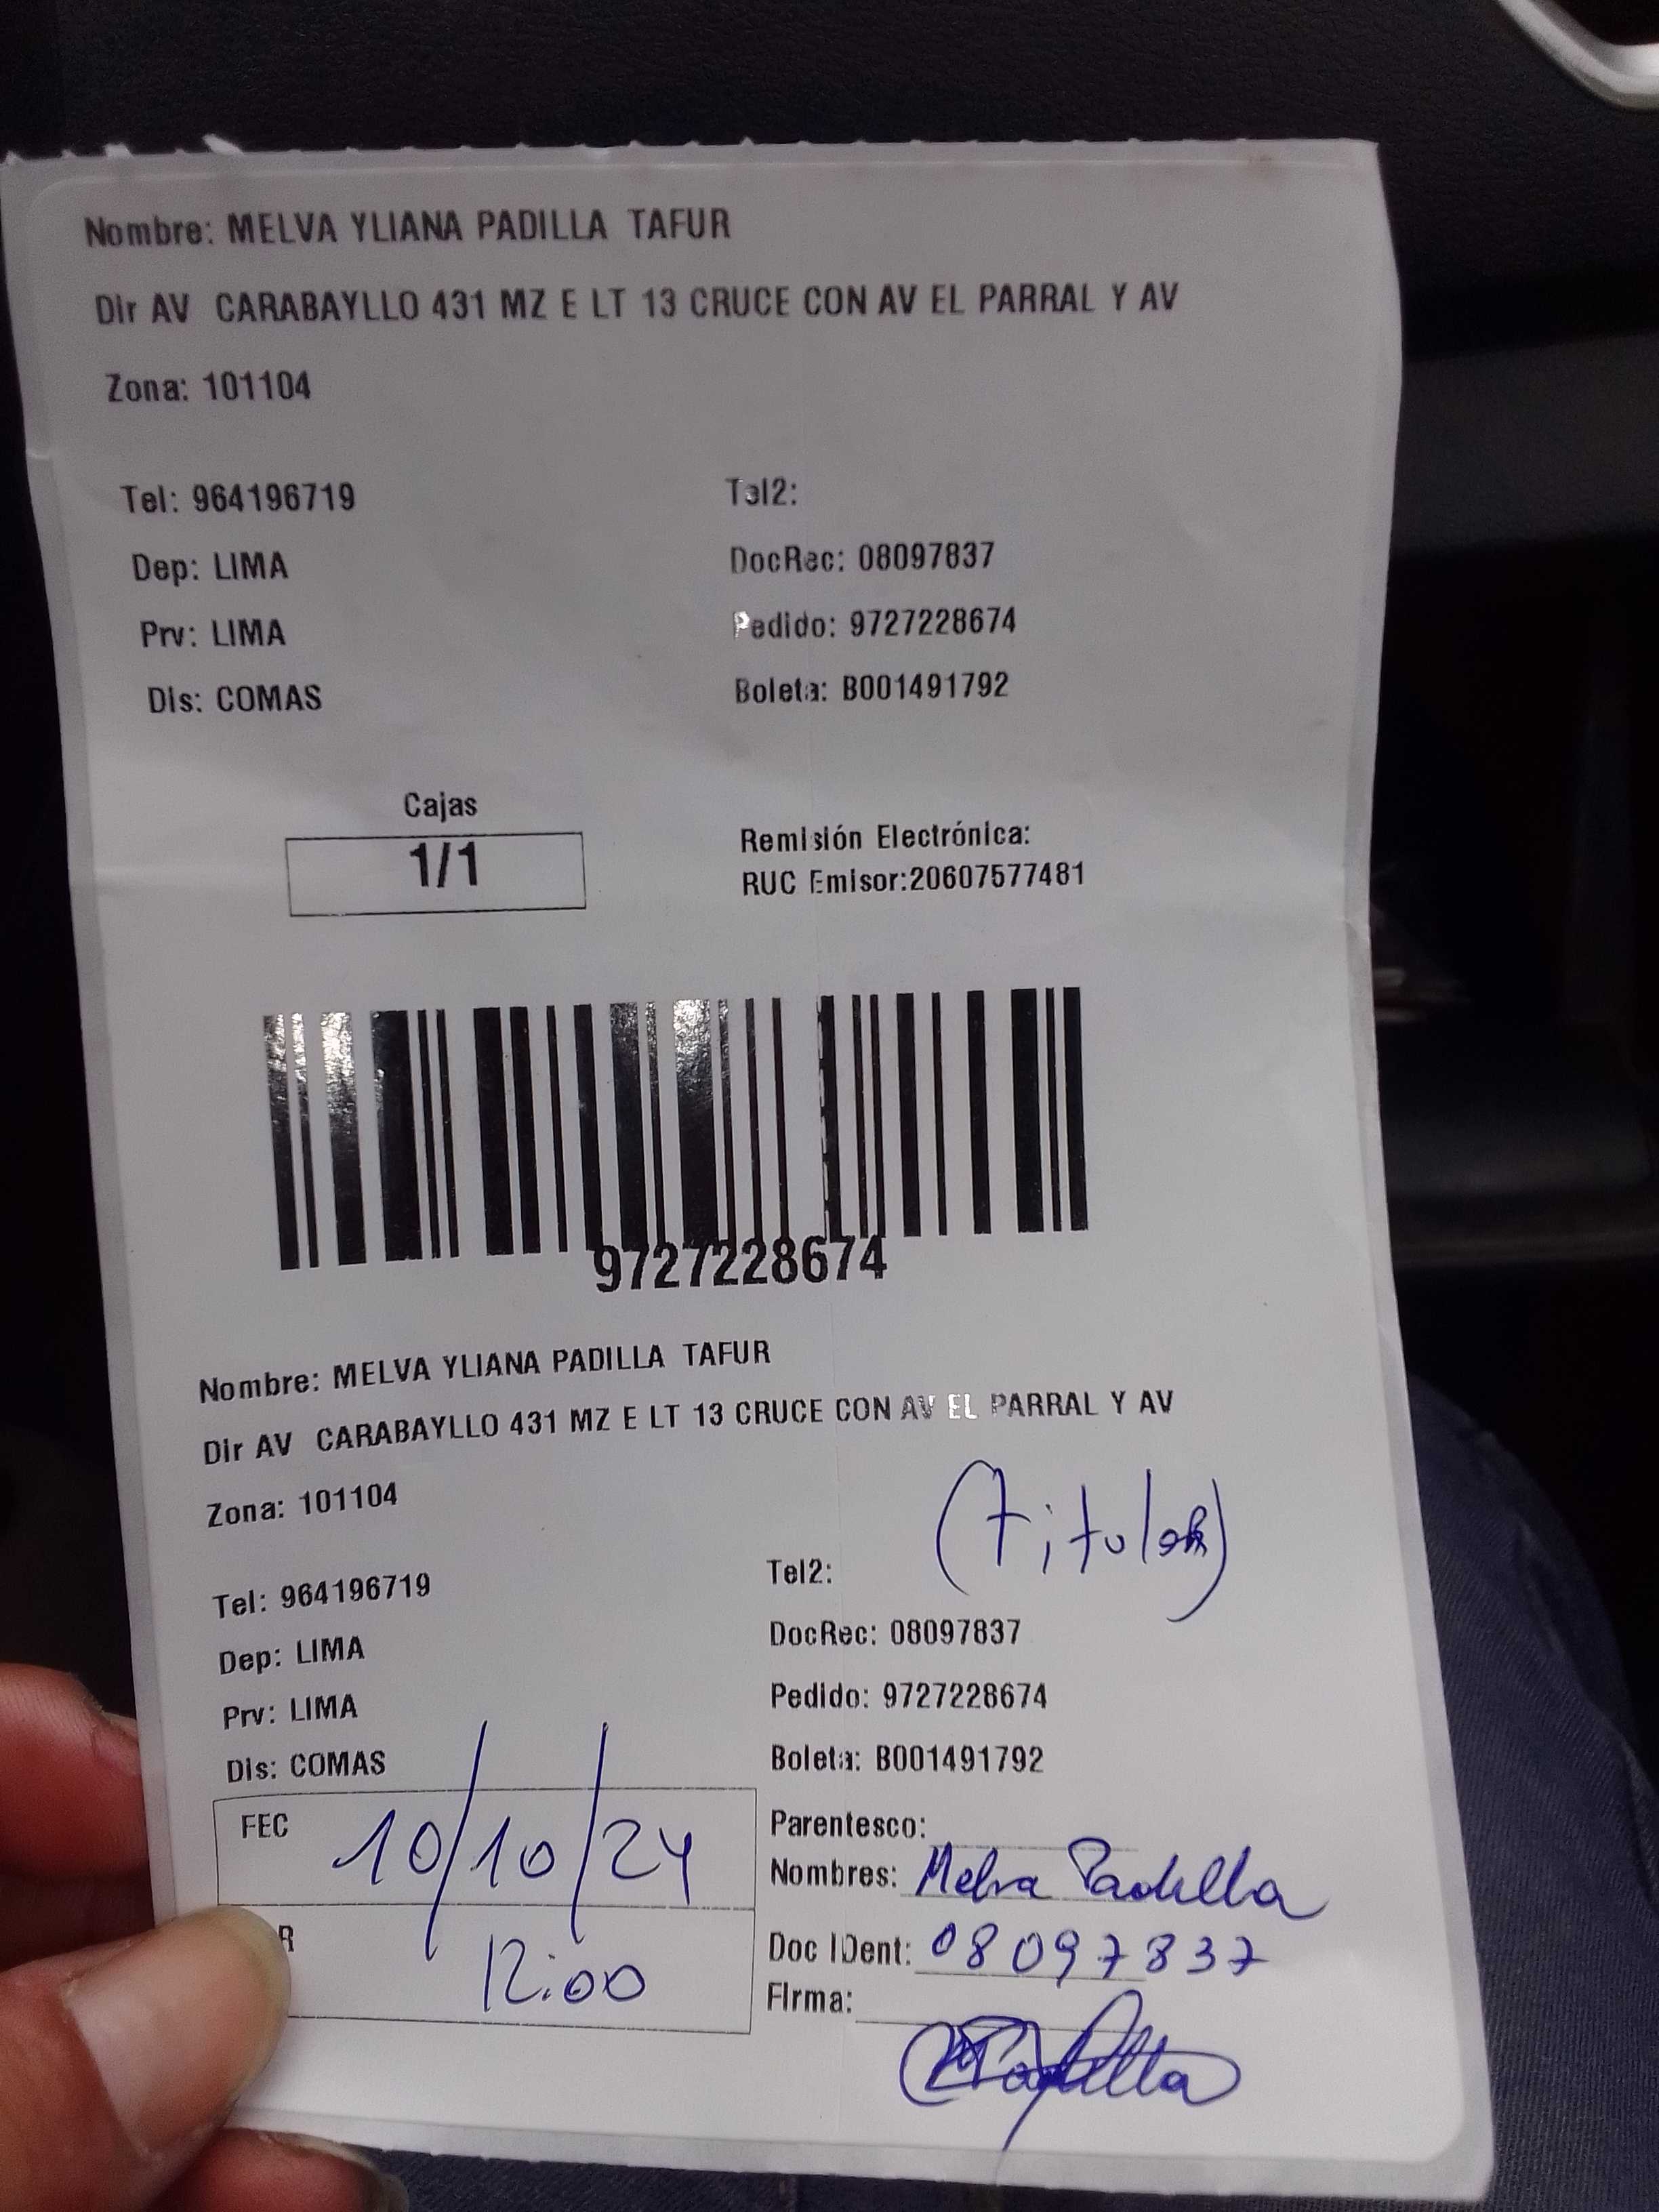 Nombre: MELVA YLIANA PADILLA TAFUR
Dir AV CARABAYLLO 431 MZ E LT 13 CRUCE CON AV EL PARRAL Y AV
Zona: 101104
Tel: 964196719
Tel2:
Dep: LIMA
DocRec: 08097837
Prv: LIMA
Pedido: 9727228674
Dis: COMAS
Boleta: B001491792
Cajas
1/1
Remisión Electrónica:
RUC Emisor:20607577481
9727228674
Nombre: MELVA YLIANA PADILLA TAFUR
Dir AV CARABAYLLO 431 MZ E LT 13 CRUCE CON AV EL PARRAL Y AV
Zona: 101104
(titular)
Tel: 964196719
Tel2:
Dep: LIMA
DocRec: 08097837
Prv: LIMA
Pedido: 9727228674
Dis: COMAS
Boleta: B001491792
FEC 10/10/24
Parentesco:
Nombres: Melva Padilla
R 12:00
Doc IDent: 08097837
Firma: MPadilla